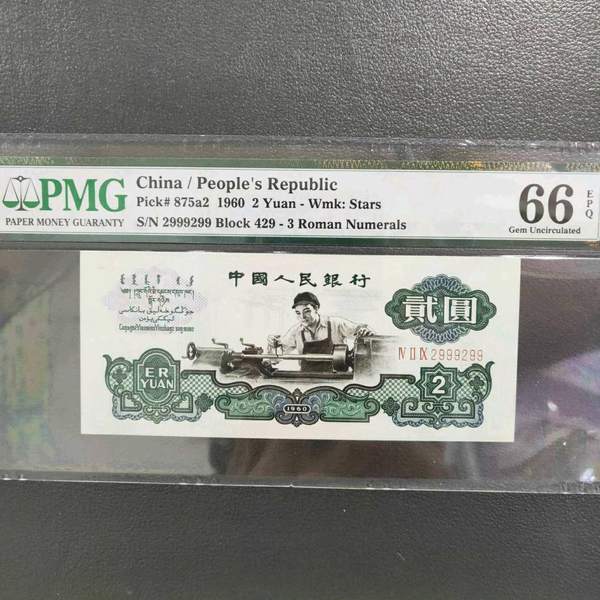 PMG
PAPER MONEY GUARANTY
China / People's Republic
Pick# 875a2 1960 2 Yuan - Wmk: Stars
S/N 2999299 Block 429 - 3 Roman Numerals
66 EPQ
Gem Uncirculated
中國人民銀行
貳圓
IV II IX 2999299
ER
YUAN
1960
2